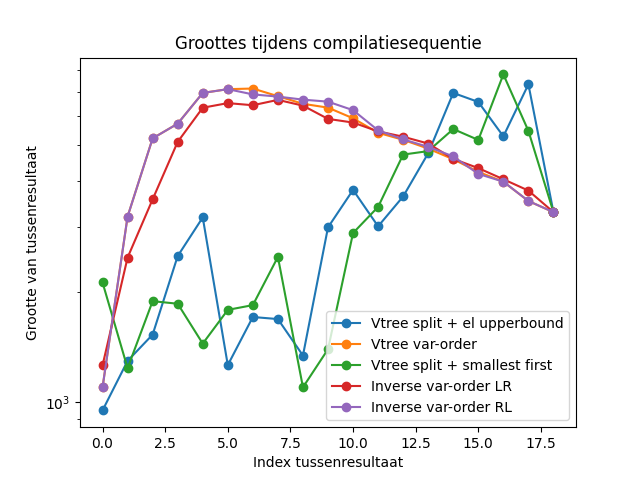 Groottes tijdens compilatiesequentie
Grootte van tussenresultaat
10³
Vtree split + el upperbound
Vtree var-order
Vtree split + smallest first
Inverse var-order LR
Inverse var-order RL
0.0 2.5 5.0 7.5 10.0 12.5 15.0 17.5
Index tussenresultaat